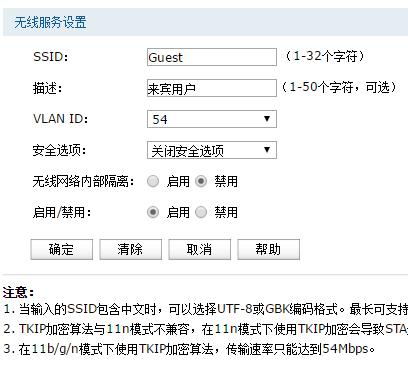 无线服务设置
SSID: Guest （1-32个字符）
描述: 来宾用户 （1-50个字符，可选）
VLAN ID: 54
安全选项: 关闭安全选项
无线网络内部隔离: 启用 禁用
启用/禁用: 启用 禁用
确定 清除 取消 帮助
注意:
1. 当输入的SSID包含中文时，可以选择UTF-8或GBK编码格式。最长可支持
2. TKIP加密算法与11n模式不兼容，在11n模式下使用TKIP加密会导致STA
3. 在11b/g/n模式下使用TKIP加密算法，传输速率只能达到54Mbps。